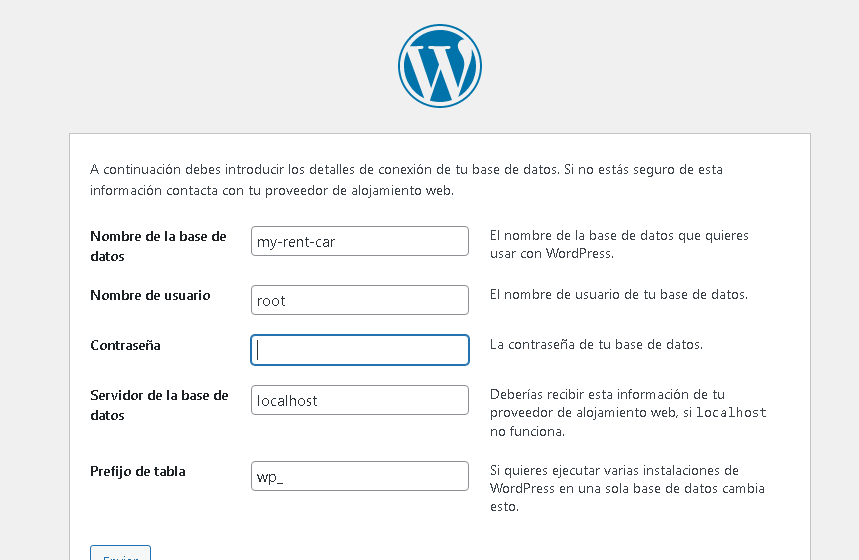 A continuación debes introducir los detalles de conexión de tu base de datos. Si no estás seguro de esta
información contacta con tu proveedor de alojamiento web.
Nombre de la base de
datos
my-rent-car
El nombre de la base de datos que quieres
usar con WordPress.
Nombre de usuario
root
El nombre de usuario de tu base de datos.
Contraseña
La contraseña de tu base de datos.
Servidor de la base de
datos
localhost
Deberías recibir esta información de tu
proveedor de alojamiento web, si localhost
no funciona.
Prefijo de tabla
wp_
Si quieres ejecutar varias instalaciones de
WordPress en una sola base de datos cambia
esto.
Enviar